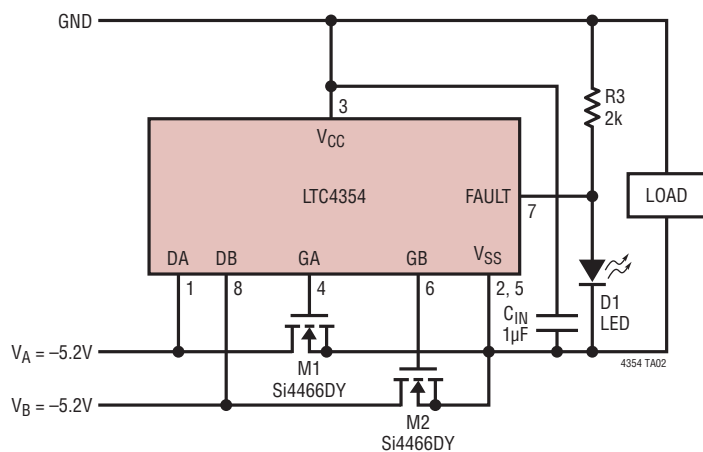 GND
3
VCC
R3
2k
LTC4354
FAULT
7
LOAD
DA
DB
GA
GB
VSS
1
8
4
6
2, 5
CIN
1µF
D1
LED
VA = –5.2V
M1
Si4466DY
4354 TA02
VB = –5.2V
M2
Si4466DY